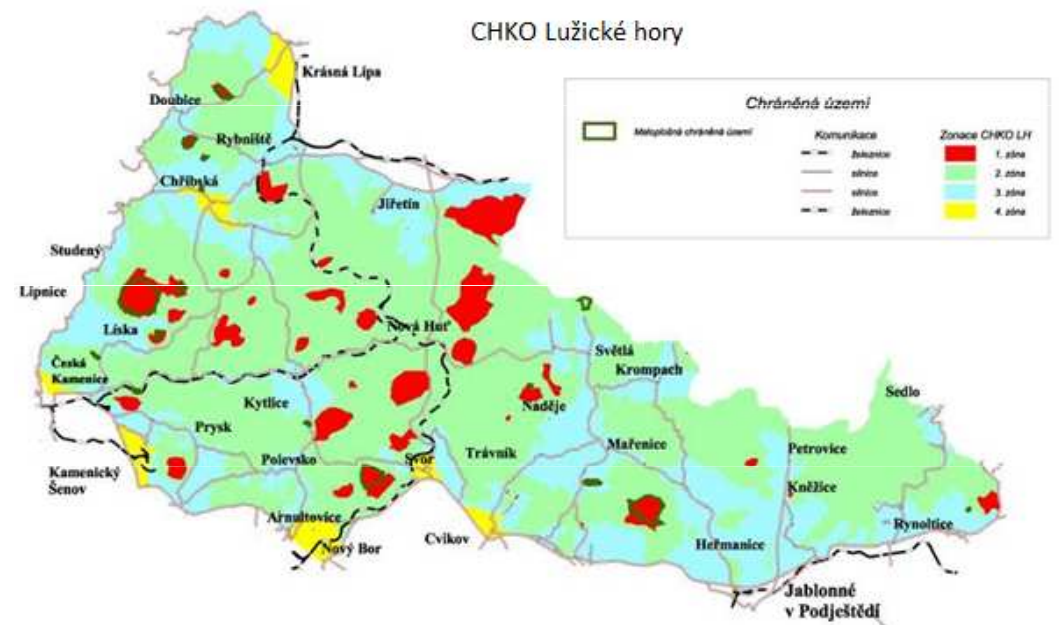 CHKO Lužické hory
Chráněná území
Maloplošná chráněná území
Komunikace
železnice
silnice
silnice
železnice
Zonace CHKO LH
1. zóna
2. zóna
3. zóna
4. zóna
Krásná Lípa
Doubice
Rybniště
Chřibská
Jiřetín
Studený
Lipnice
Líska
Nová Huť
Česká
Kamenice
Světlá
Krompach
Sedlo
Kytlice
Naděje
Prysk
Mařenice
Petrovice
Polevsko
Svor
Trávník
Kamenický
Šenov
Kněžice
Arnultovice
Rynoltice
Cvikov
Nový Bor
Heřmanice
Jablonné
v Podještědí